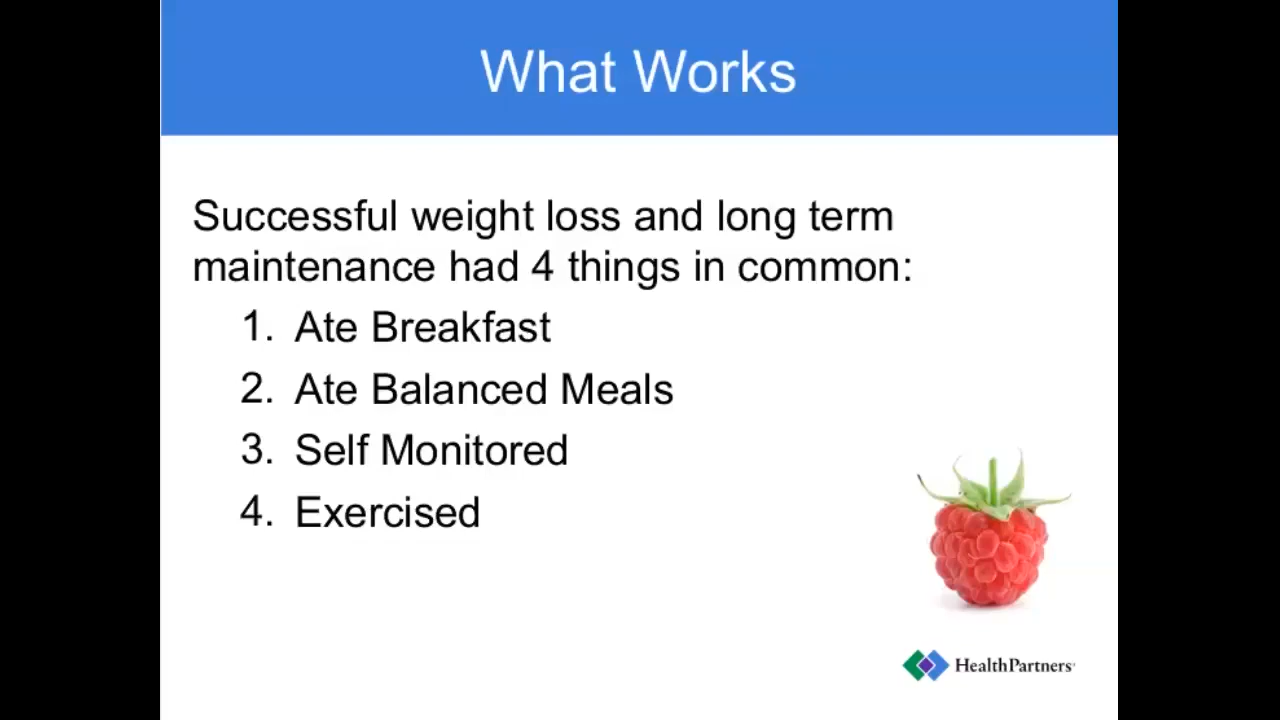 What Works
Successful weight loss and long term
maintenance had 4 things in common:
1. Ate Breakfast
2. Ate Balanced Meals
3. Self Monitored
4. Exercised
HealthPartners